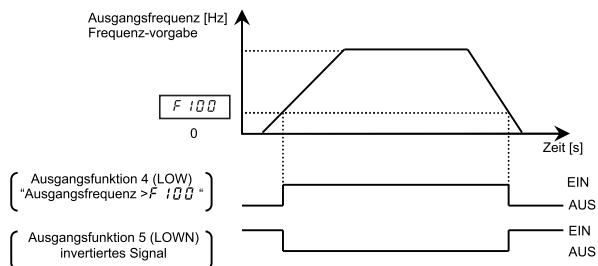 Ausgangsfrequenz [Hz]
Frequenz-vorgabe
F 100
0
Zeit [s]
Ausgangsfunktion 4 (LOW)
"Ausgangsfrequenz >F 100 "
EIN
AUS
Ausgangsfunktion 5 (LOWN)
invertiertes Signal
EIN
AUS